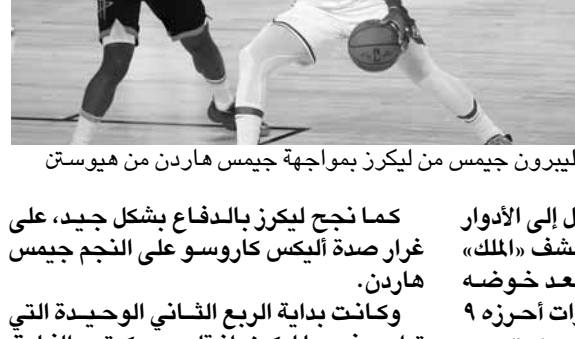 ليبرون جيمس من ليكرز بمواجهة جيمس هاردن من هيوستن
كما نجح ليكرز بالدفاع بشكل جيد، على
غرار صدة أليكس كاروسو على النجم جيمس
هاردن.
وكانت بداية الربع الثاني الوحيدة التي
ل إلى الأدوار
شف «الملك»
عد خوضه
رات أحرزه ٩